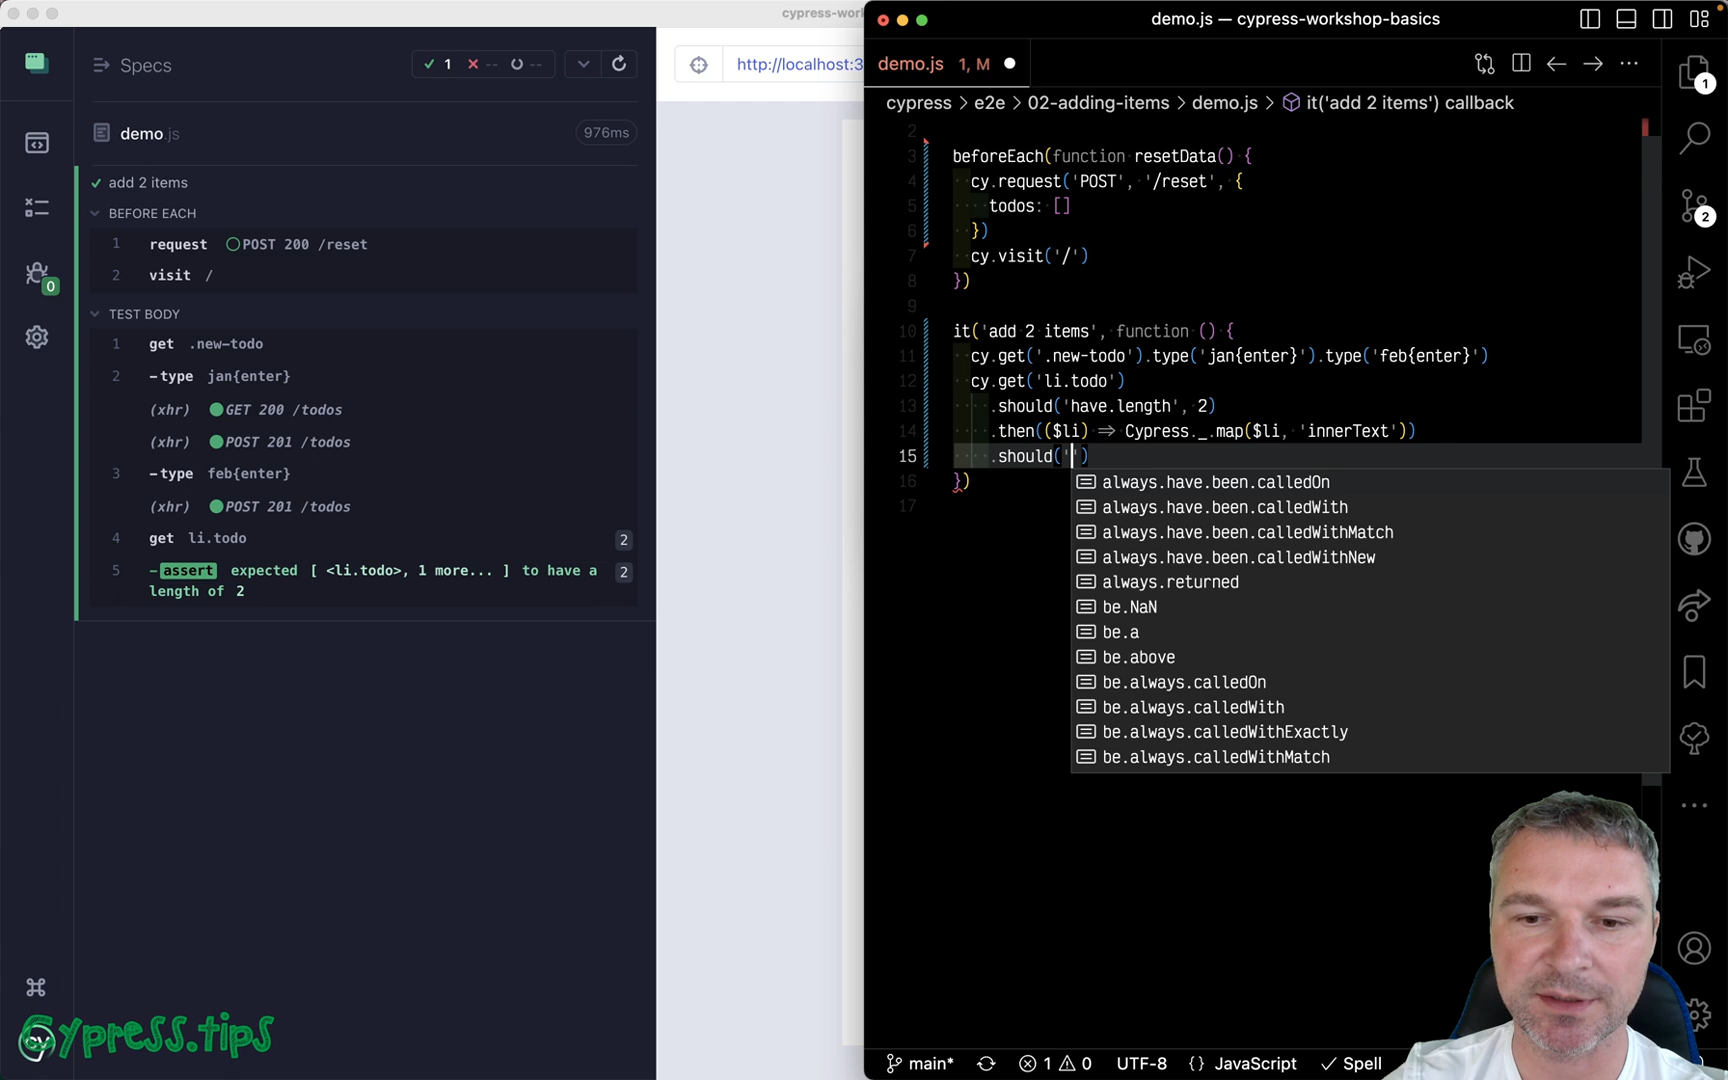 cypress-wor
demo.js — cypress-workshop-basics
Specs
1
--
--
http://localhost:3
demo.js 1, M
1
cypress > e2e > 02-adding-items > demo.js > it('add 2 items') callback
demo.js
976ms
add 2 items
BEFORE EACH
1 request POST 200 /reset
2 visit /
0
TEST BODY
1 get .new-todo
2 -type jan{enter}
(xhr) GET 200 /todos
(xhr) POST 201 /todos
3 -type feb{enter}
(xhr) POST 201 /todos
4 get li.todo 2
5 -assert expected [ <li.todo>, 1 more... ] to have a 2
length of 2
2
3 beforeEach(function resetData() {
4 cy.request('POST', '/reset', {
5 todos: []
6 })
7 cy.visit('/')
8 })
9
10 it('add 2 items', function () {
11 cy.get('.new-todo').type('jan{enter}').type('feb{enter}')
12 cy.get('li.todo')
13 .should('have.length', 2)
14 .then(($li) => Cypress._.map($li, 'innerText'))
15 .should('')
16 })
17
2
always.have.been.calledOn
always.have.been.calledWith
always.have.been.calledWithMatch
always.have.been.calledWithNew
always.returned
be.NaN
be.a
be.above
be.always.calledOn
be.always.calledWith
be.always.calledWithExactly
be.always.calledWithMatch
Cypress.tips
cy
main* 1 0 UTF-8 {} JavaScript Spell